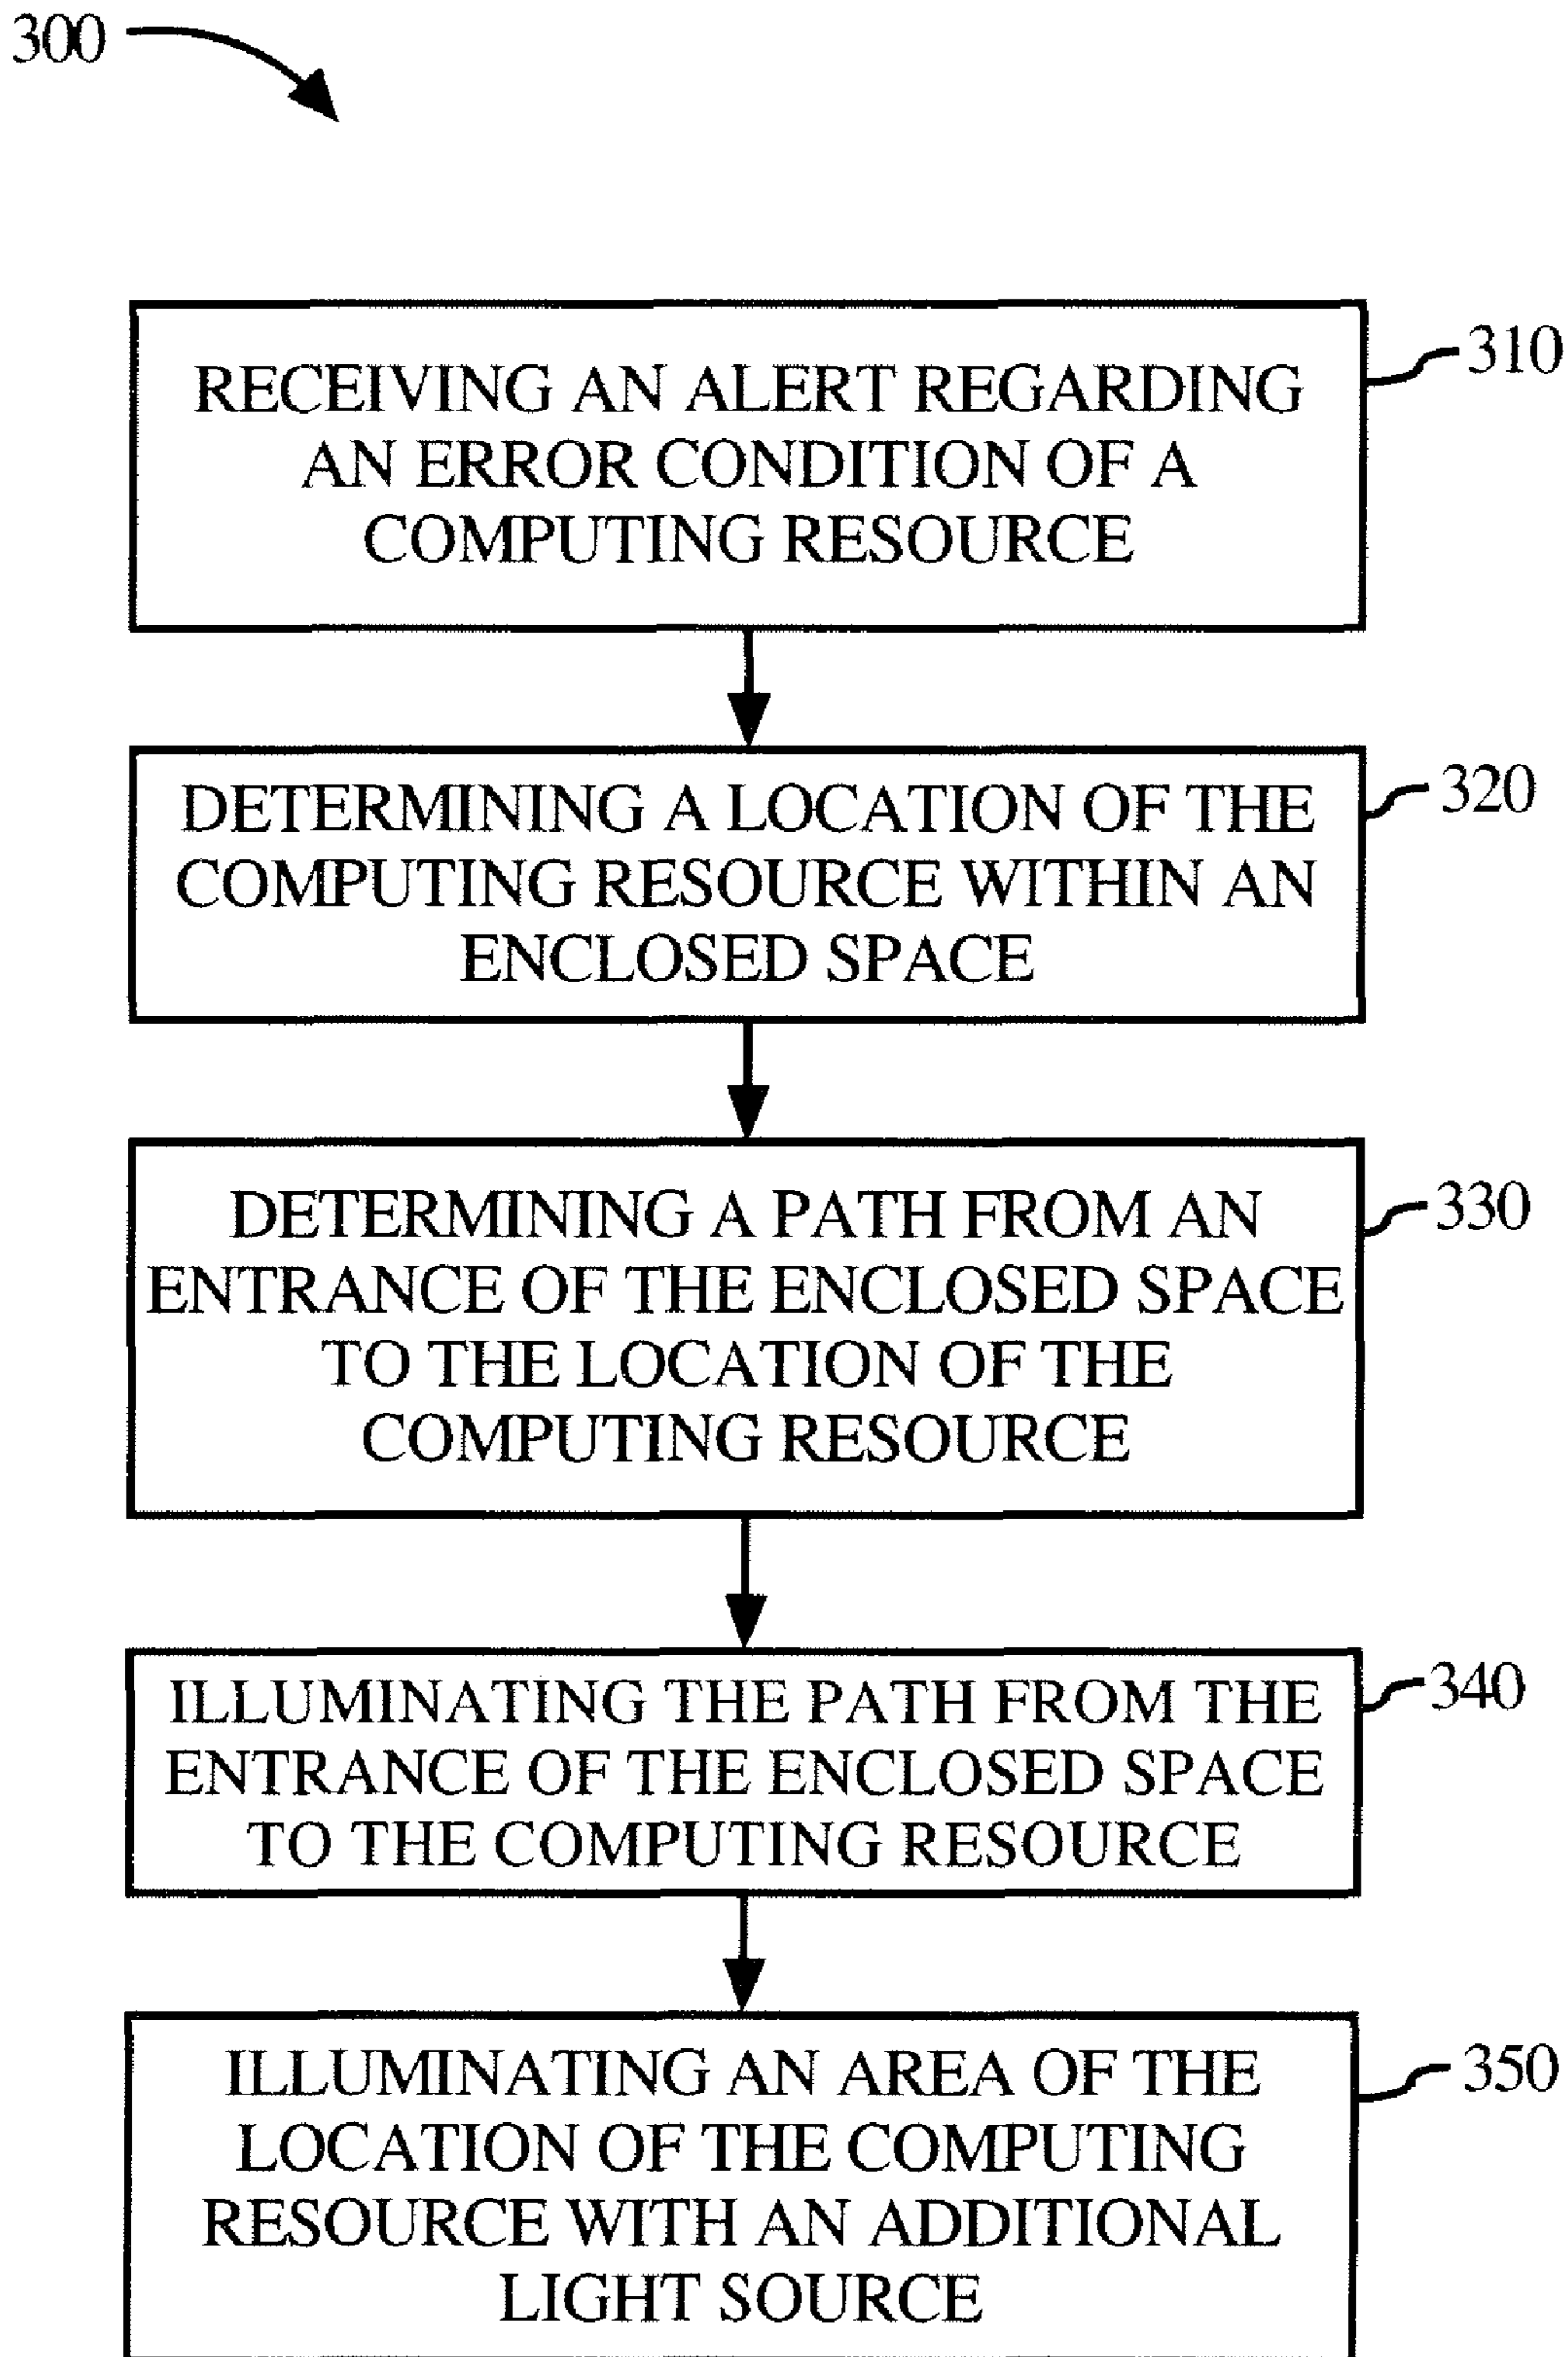 300
RECEIVING AN ALERT REGARDING
AN ERROR CONDITION OF A
COMPUTING RESOURCE
310
DETERMINING A LOCATION OF THE
COMPUTING RESOURCE WITHIN AN
ENCLOSED SPACE
320
DETERMINING A PATH FROM AN
ENTRANCE OF THE ENCLOSED SPACE
TO THE LOCATION OF THE
COMPUTING RESOURCE
330
ILLUMINATING THE PATH FROM THE
ENTRANCE OF THE ENCLOSED SPACE
TO THE COMPUTING RESOURCE
340
ILLUMINATING AN AREA OF THE
LOCATION OF THE COMPUTING
RESOURCE WITH AN ADDITIONAL
LIGHT SOURCE
350